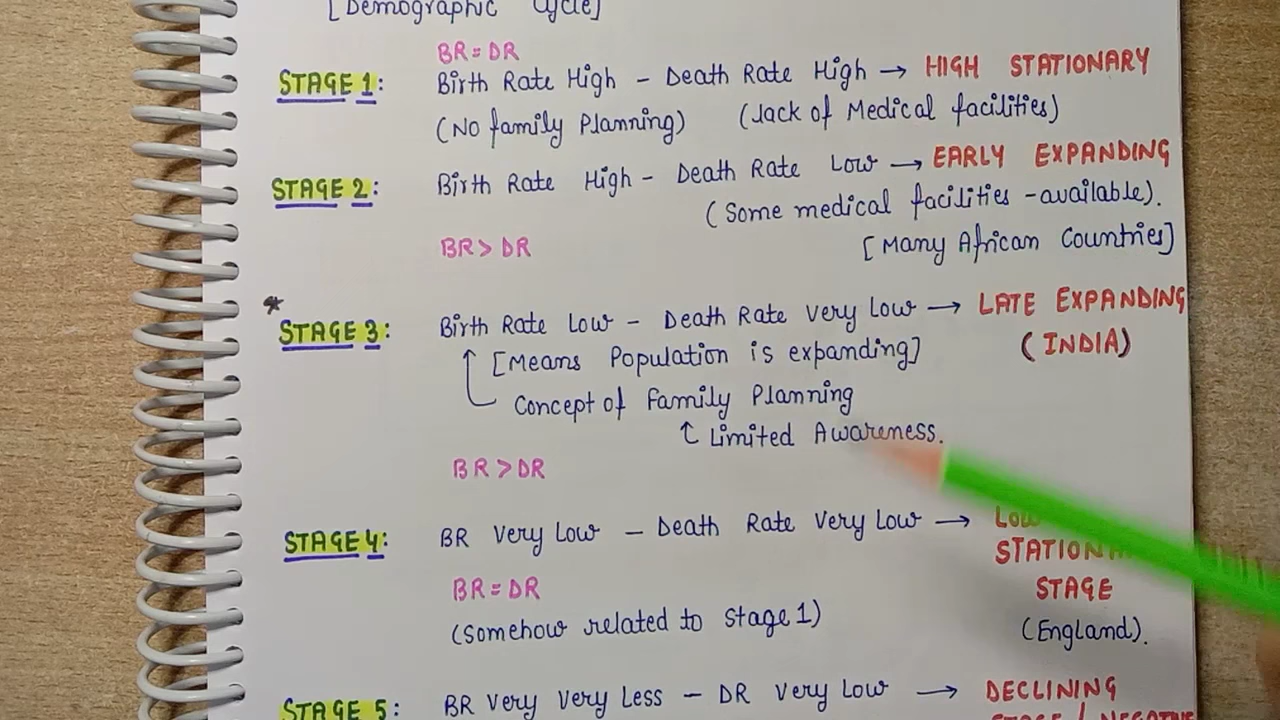 [Demographic Cycle]
BR = DR
STAGE 1: Birth Rate High - Death Rate High → HIGH STATIONARY
(No family Planning) (lack of Medical facilities)
STAGE 2: Birth Rate High - Death Rate Low → EARLY EXPANDING
(Some medical facilities - available).
BR > DR [Many African Countries]
* STAGE 3: Birth Rate Low - Death Rate Very Low → LATE EXPANDING
[Means Population is expanding] (INDIA)
Concept of Family Planning
↑ Limited Awareness.
BR > DR
STAGE 4: BR Very Low - Death Rate Very Low → Low
STATIONARY
BR = DR STAGE
(Somehow related to Stage 1) (England).
STAGE 5: BR Very Very Less - DR Very Low → DECLINING
STAGE / NEGATIVE